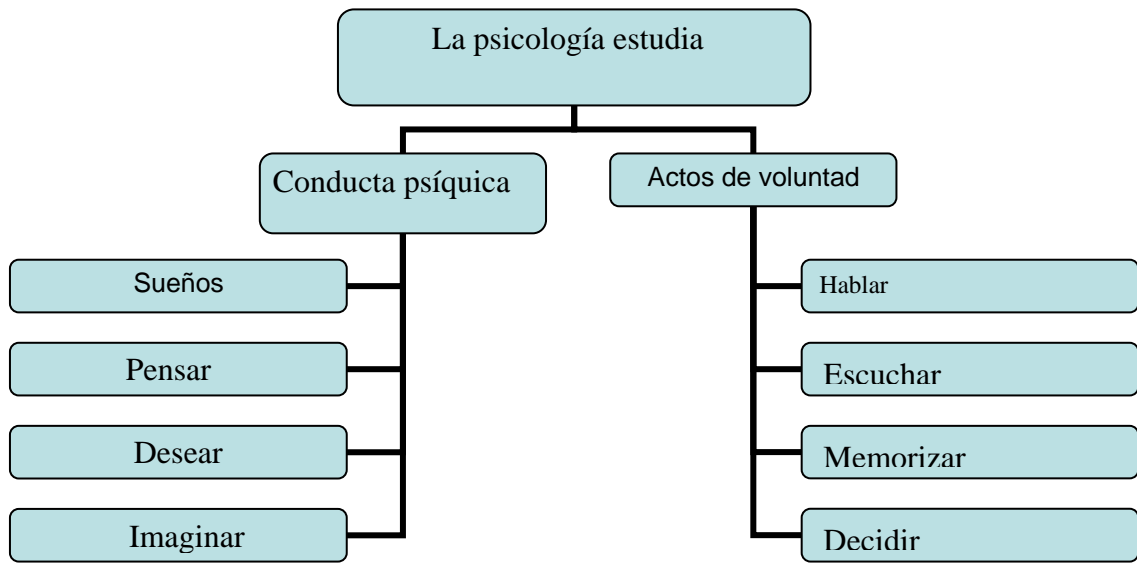 La psicología estudia
Conducta psíquica
Actos de voluntad
Sueños
Hablar
Pensar
Escuchar
Desear
Memorizar
Imaginar
Decidir